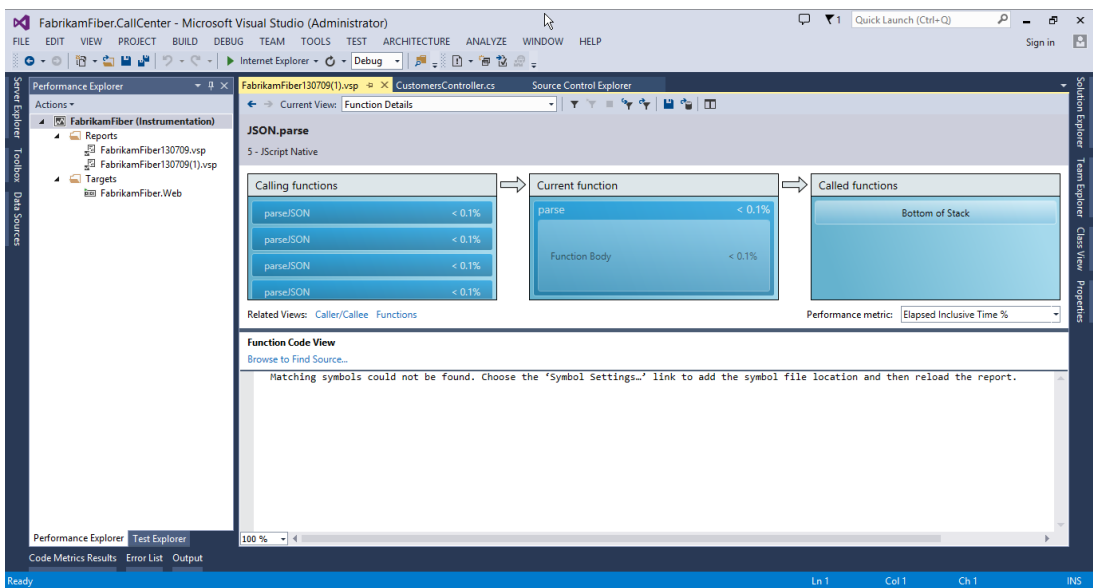 FabrikamFiber.CallCenter - Microsoft Visual Studio (Administrator)
1
Quick Launch (Ctrl+Q)
FILE EDIT VIEW PROJECT BUILD DEBUG TEAM TOOLS TEST ARCHITECTURE ANALYZE WINDOW HELP
Sign in
Internet Explorer
Debug
Server Explorer
Toolbox
Data Sources
Performance Explorer
Actions
FabrikamFiber (Instrumentation)
Reports
FabrikamFiber130709.vsp
FabrikamFiber130709(1).vsp
Targets
FabrikamFiber.Web
Performance Explorer Test Explorer
FabrikamFiber130709(1).vsp CustomersController.cs Source Control Explorer
Current View: Function Details
JSON.parse
5 - JScript Native
Calling functions
parseJSON < 0.1%
parseJSON < 0.1%
parseJSON < 0.1%
parseJSON < 0.1%
Current function
parse < 0.1%
Function Body < 0.1%
Called functions
Bottom of Stack
Related Views: Caller/Callee Functions
Performance metric: Elapsed Inclusive Time %
Function Code View
Browse to Find Source...
Matching symbols could not be found. Choose the ‘Symbol Settings…’ link to add the symbol file location and then reload the report.
100 %
Solution Explorer
Team Explorer
Class View
Properties
Code Metrics Results Error List Output
Ready
Ln 1 Col 1 Ch 1 INS